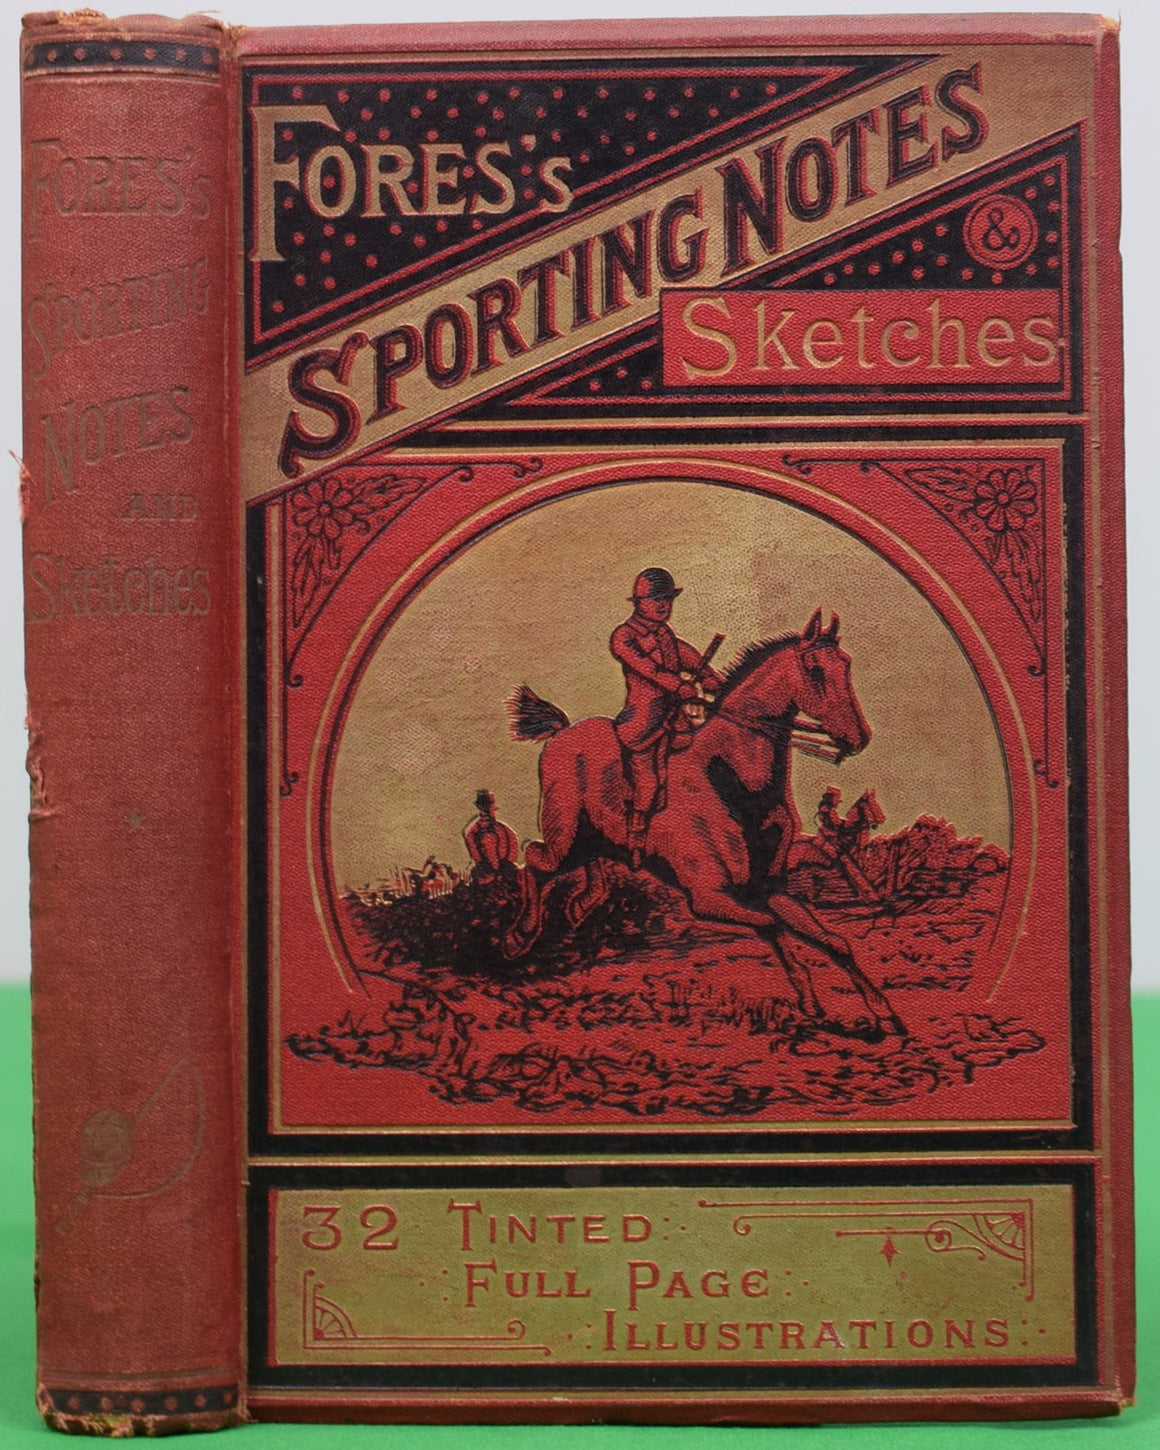 FORES's
SPORTING
NOTES
AND
Sketches
FORES's
SPORTING NOTES
&
Sketches
32 TINTED
FULL PAGE
ILLUSTRATIONS